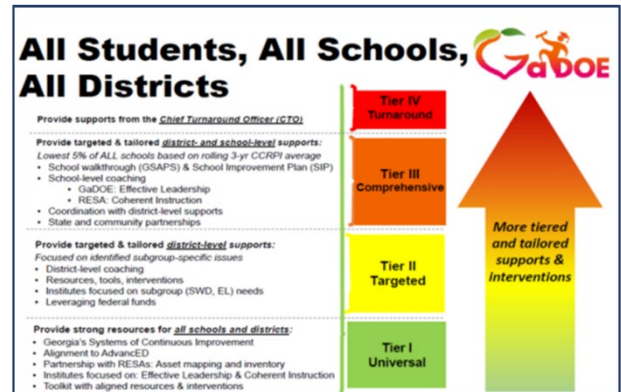 All Students, All Schools,
All Districts
GaDOE
Provide supports from the Chief Turnaround Officer (CTO)
Tier IV
Turnaround
Provide targeted & tailored district- and school-level supports:
Lowest 5% of ALL schools based on rolling 3-yr CCRPI average
• School walkthrough (GSAPS) & School Improvement Plan (SIP)
• School-level coaching
• GaDOE: Effective Leadership
• RESA: Coherent Instruction
• Coordination with district-level supports
• State and community partnerships
Tier III
Comprehensive
Provide targeted & tailored district-level supports:
Focused on identified subgroup-specific issues
• District-level coaching
• Resources, tools, interventions
• Institutes focused on subgroup (SWD, EL) needs
• Leveraging federal funds
Tier II
Targeted
Provide strong resources for all schools and districts:
• Georgia's Systems of Continuous Improvement
• Alignment to AdvancED
• Partnership with RESAs: Asset mapping and inventory
• Institutes focused on: Effective Leadership & Coherent Instruction
• Toolkit with aligned resources & interventions
Tier I
Universal
More tiered
and tailored
supports &
interventions